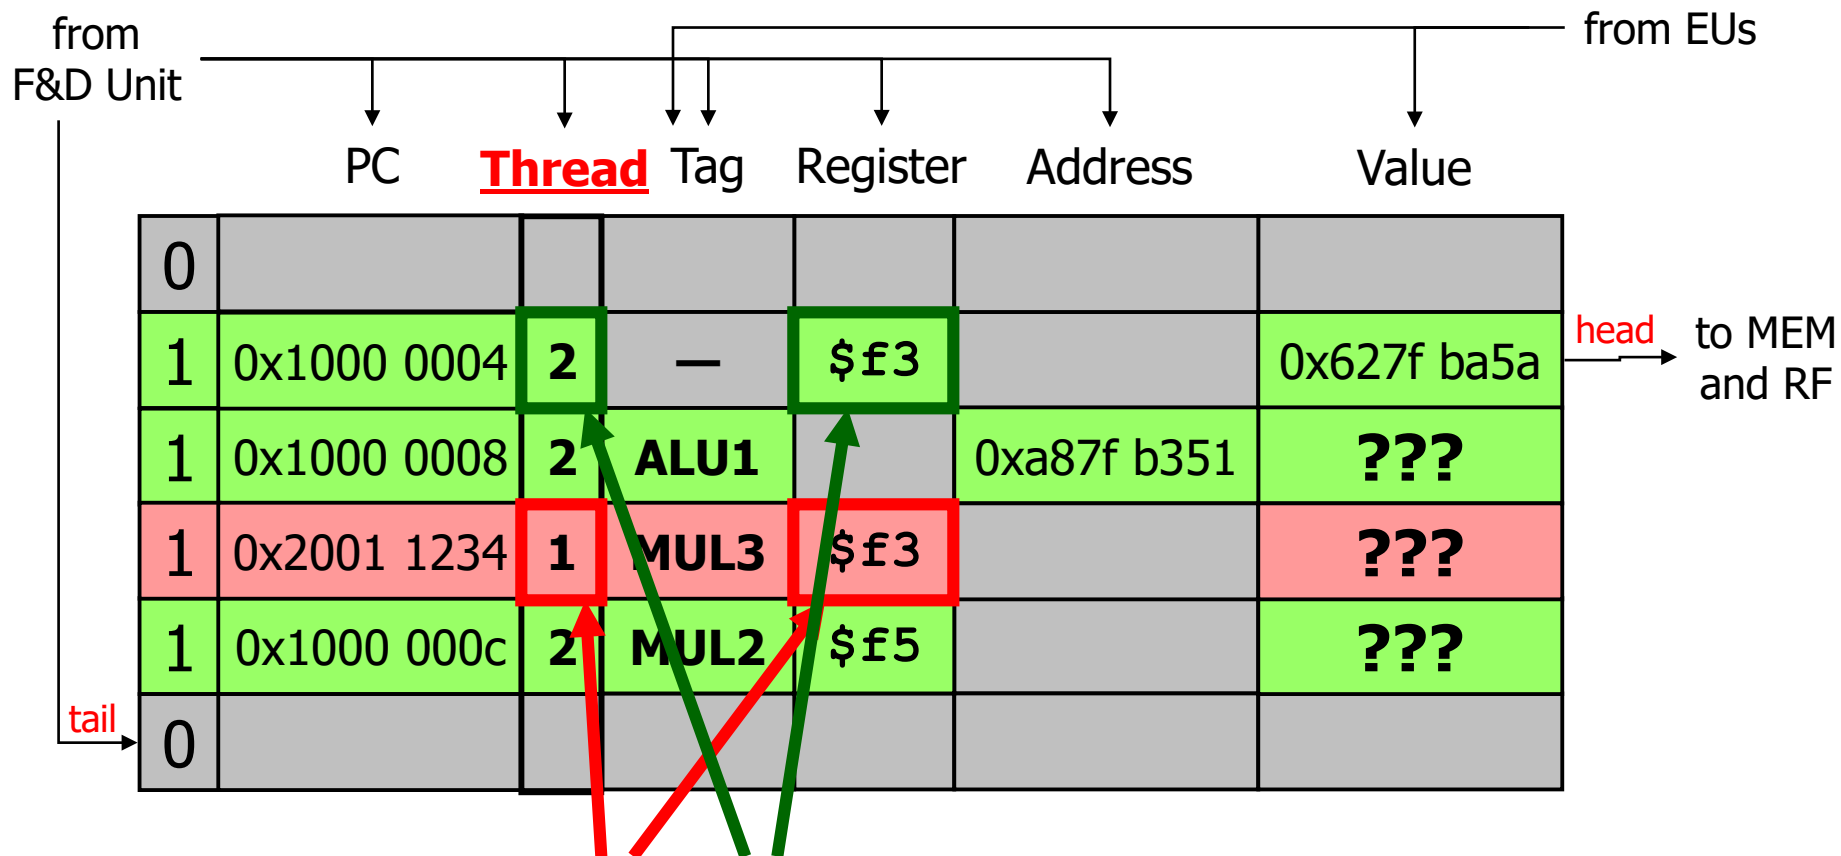 from
F&D Unit
from EUs
PC Thread Tag Register Address Value
0
1 0x1000 0004 2 – $f3 0x627f ba5a
head
to MEM
and RF
1 0x1000 0008 2 ALU1 0xa87f b351 ???
1 0x2001 1234 1 MUL3 $f3 ???
1 0x1000 000c 2 MUL2 $f5 ???
tail
0